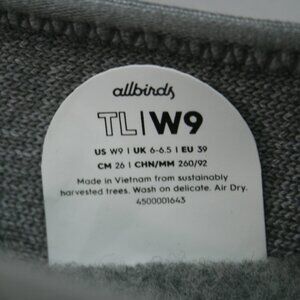 allbirds
TL|W9
US W9 | UK 6-6.5 | EU 39
CM 26 | CHN/MM 260/92
Made in Vietnam from sustainably
harvested trees. Wash on delicate. Air Dry.
4500001643